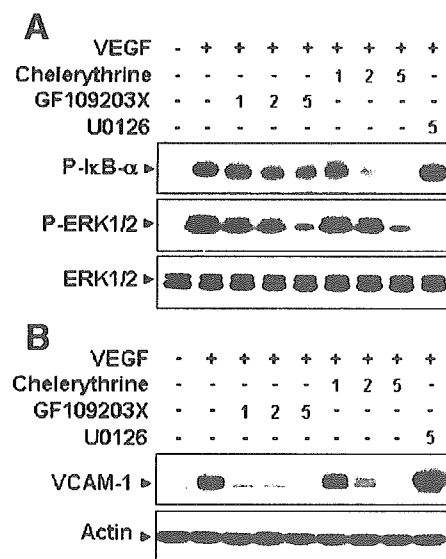 A
VEGF - + + + + + + + +
Chelerythrine - - - - - 1 2 5 -
GF109203X - - 1 2 5 - - - -
U0126 - - - - - - - - 5
P-IκB-α
P-ERK1/2
ERK1/2
B
VEGF - + + + + + + + +
Chelerythrine - - - - - 1 2 5 -
GF109203X - - 1 2 5 - - - -
U0126 - - - - - - - - 5
VCAM-1
Actin